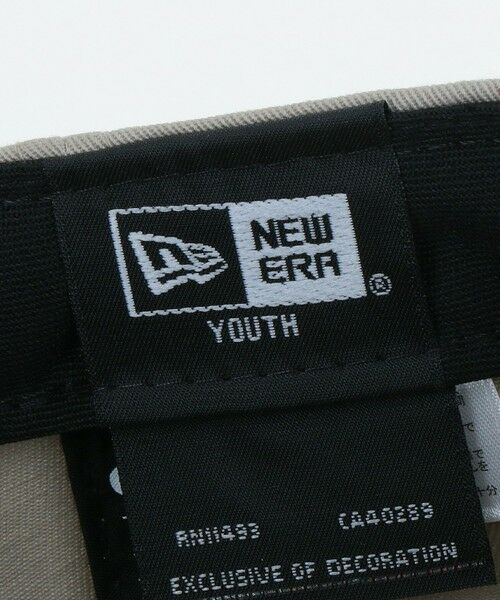 NEW
ERA
®
YOUTH
RN11493 CA40289
EXCLUSIVE OF DECORATION